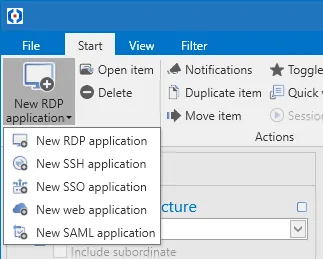 File Start View Filter
New RDP application
Open item
Delete
Notifications
Duplicate item
Move item
Toggle
Quick
Sessio
Actions
New RDP application
New SSH application
New SSO application
New web application
New SAML application
cture
Include subordinate